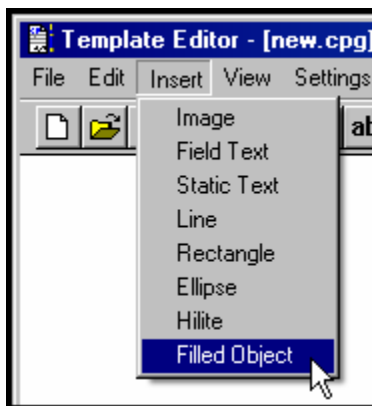 Template Editor - [new.cpg]
File Edit Insert View Settings
ab
Image
Field Text
Static Text
Line
Rectangle
Ellipse
Hilite
Filled Object